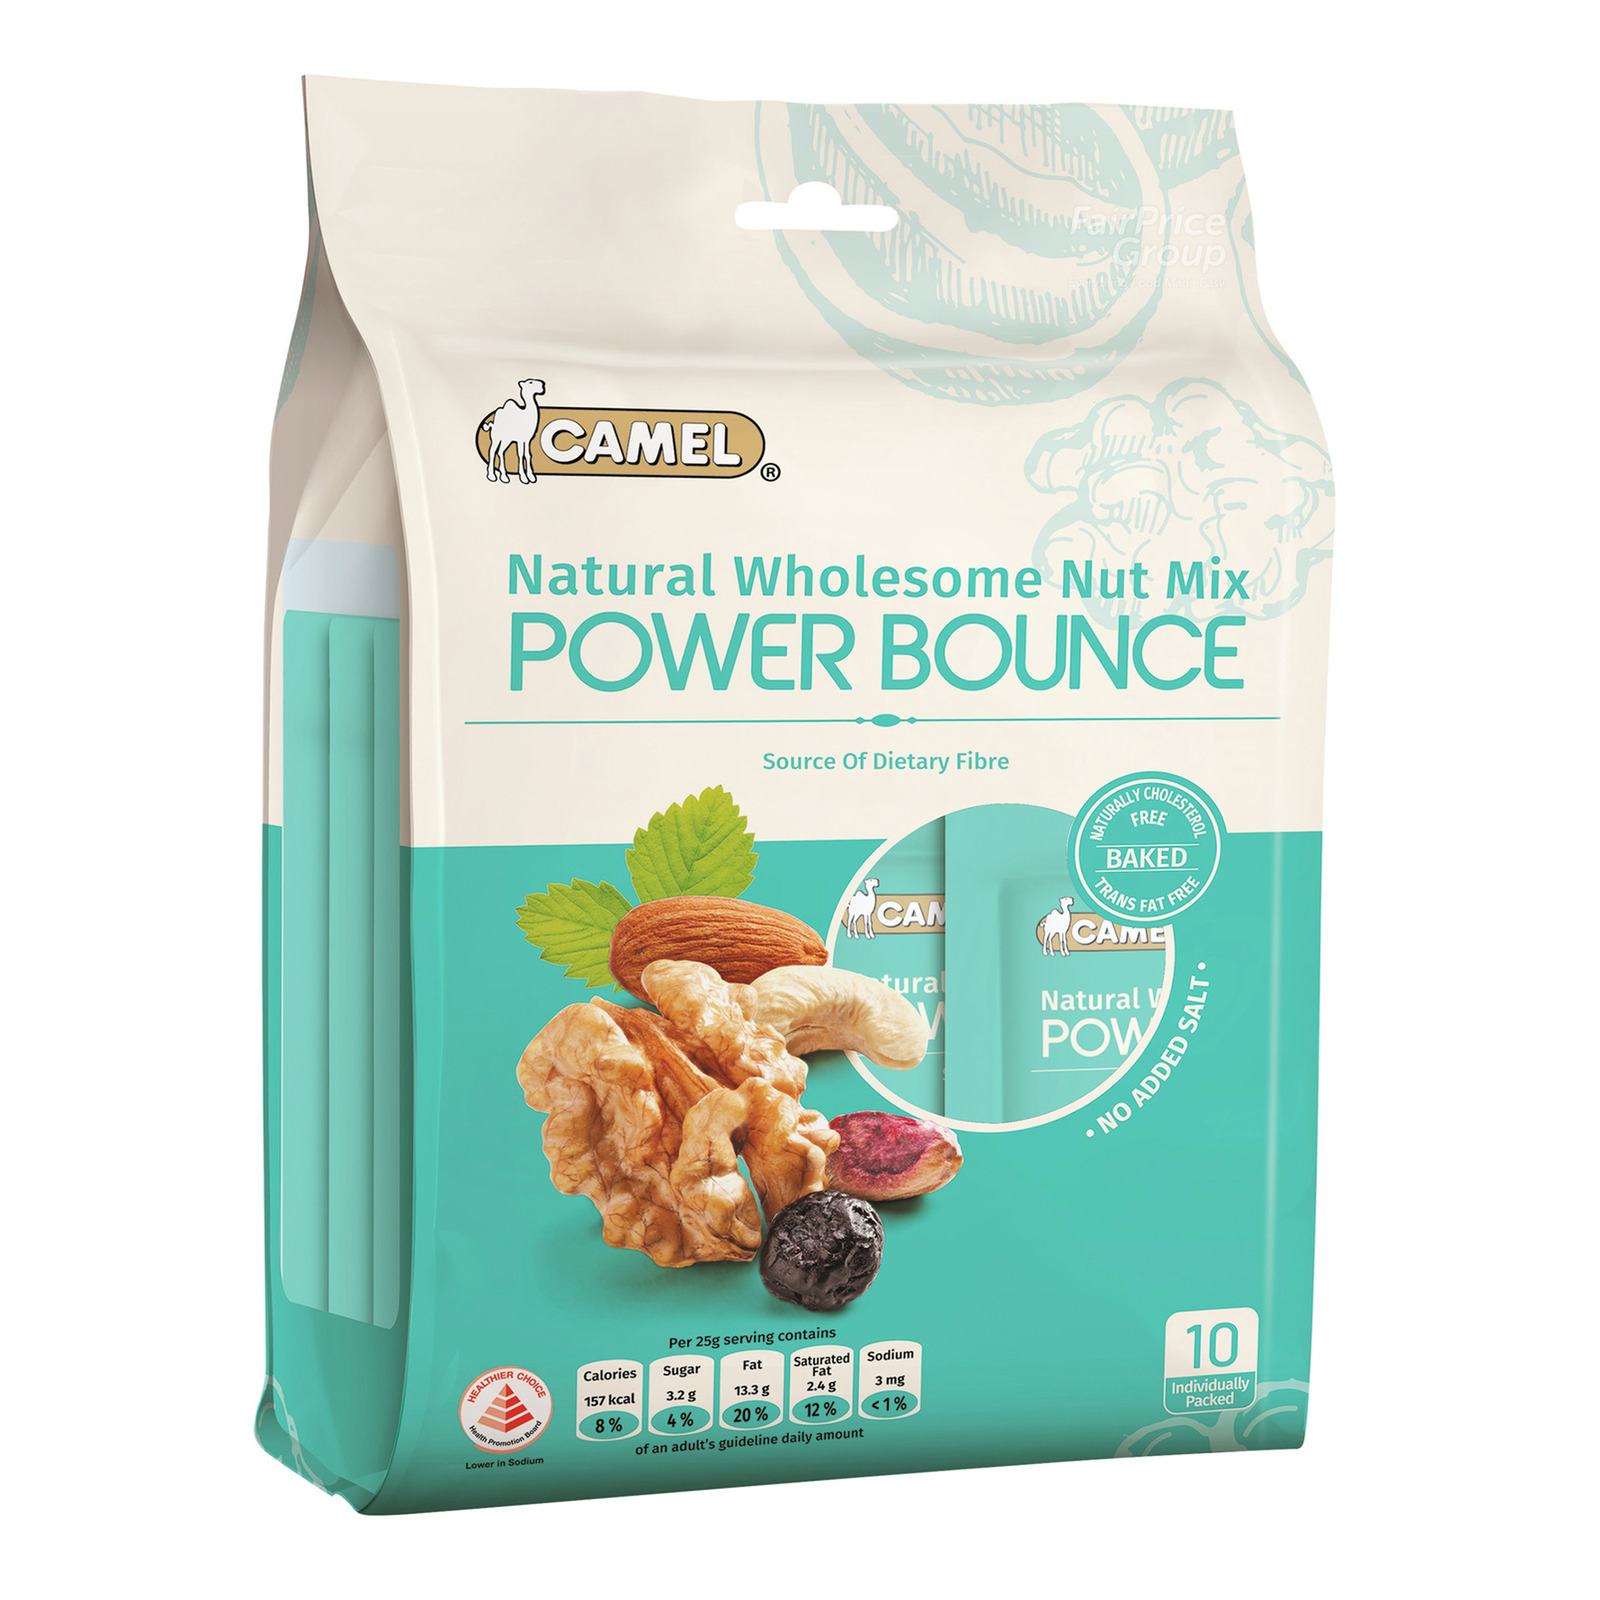 FairPrice
Group
CAMEL®
Natural Wholesome Nut Mix
POWER BOUNCE
Source Of Dietary Fibre
NATURALLY CHOLESTEROL
FREE
BAKED
TRANS FAT FREE
CAM
CAME
tural
Natural W
POW
• NO ADDED SALT •
Per 25g serving contains
Calories
157 kcal
8 %
Sugar
3.2 g
4 %
Fat
13.3 g
20 %
Saturated
Fat
2.4 g
12 %
Sodium
3 mg
<1 %
of an adult's guideline daily amount
HEALTHIER CHOICE
Health Promotion Board
Lower in Sodium
10
Individually
Packed